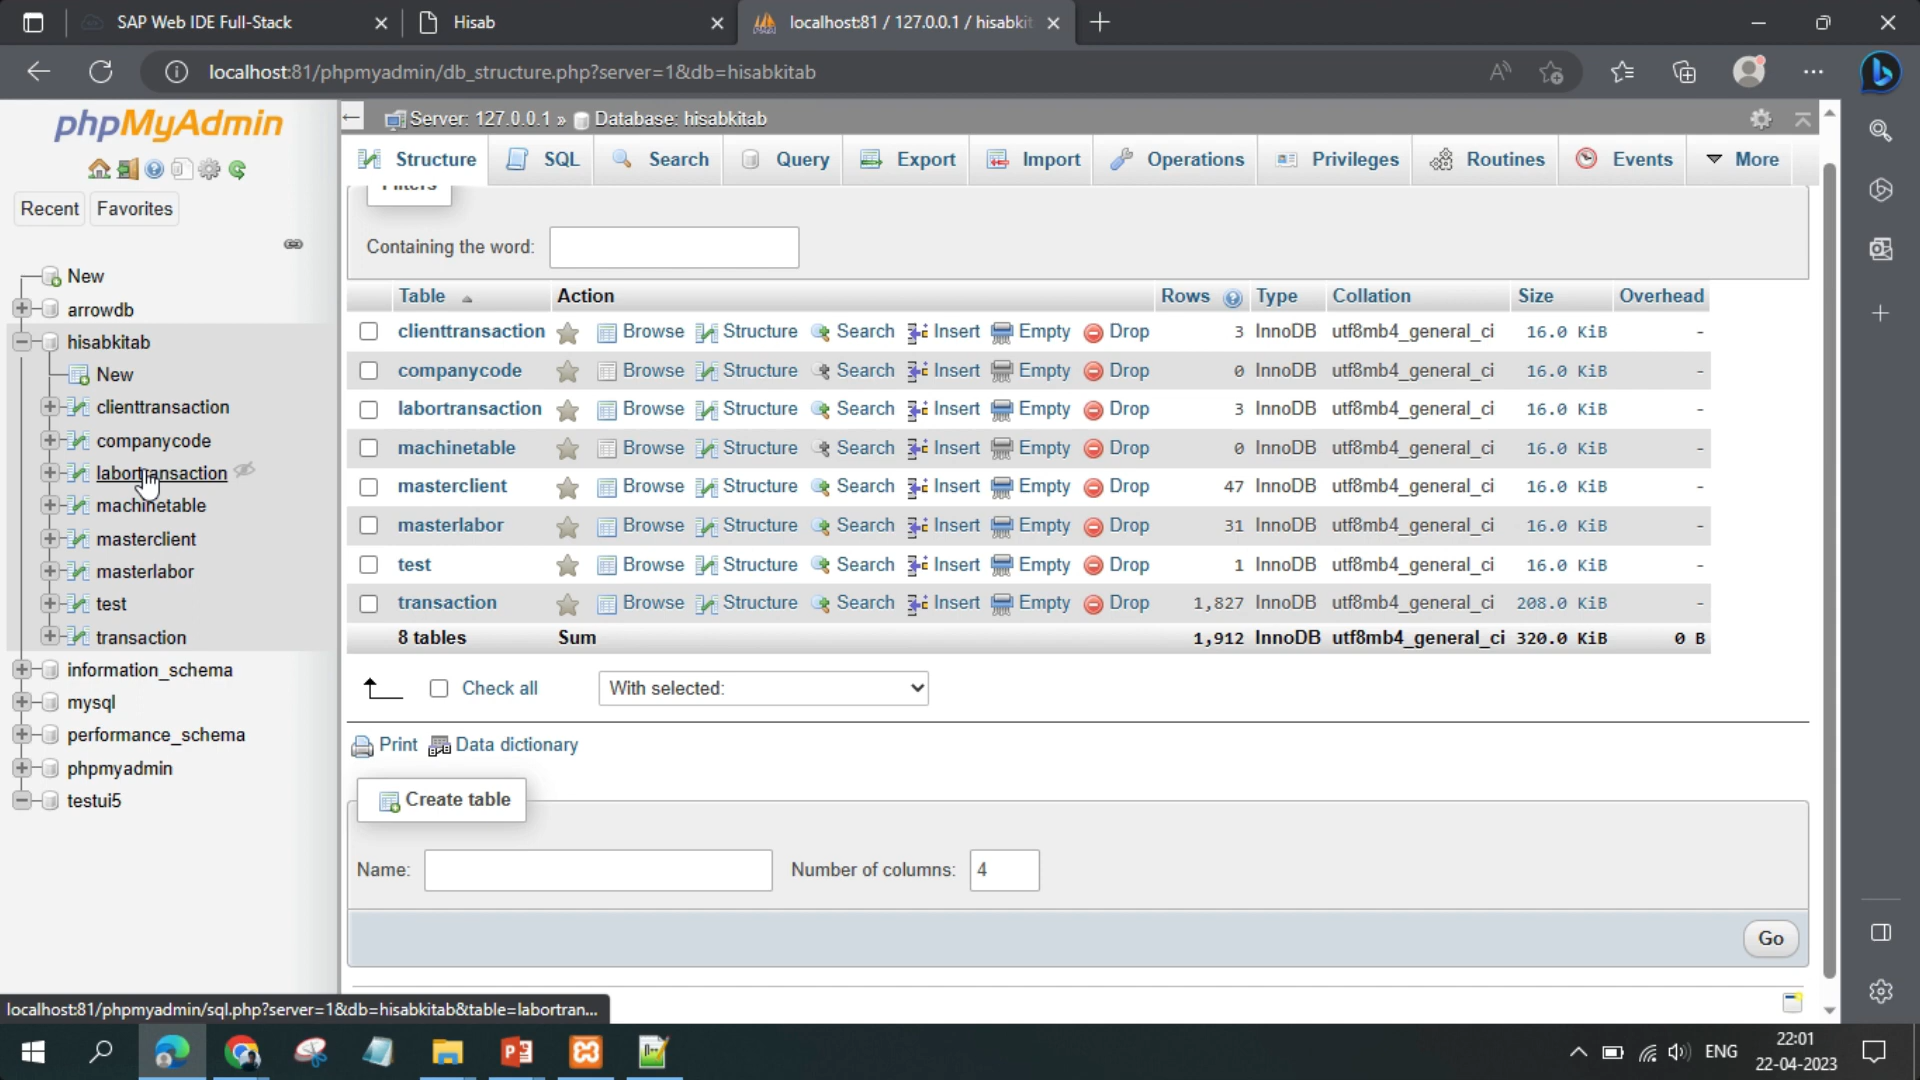 SAP Web IDE Full-Stack
Hisab
localhost:81 / 127.0.0.1 / hisabkit
localhost:81/phpmyadmin/db_structure.php?server=1&db=hisabkitab
phpMyAdmin
Recent Favorites
New
arrowdb
hisabkitab
New
clienttransaction
companycode
labortransaction
machinetable
masterclient
masterlabor
test
transaction
information_schema
mysql
performance_schema
phpmyadmin
testui5
Server: 127.0.0.1 » Database: hisabkitab
Structure SQL Search Query Export Import Operations Privileges Routines Events More
Filters
Containing the word:
Table Action Rows Type Collation Size Overhead
clienttransaction Browse Structure Search Insert Empty Drop 3 InnoDB utf8mb4_general_ci 16.0 KiB -
companycode Browse Structure Search Insert Empty Drop 0 InnoDB utf8mb4_general_ci 16.0 KiB -
labortransaction Browse Structure Search Insert Empty Drop 3 InnoDB utf8mb4_general_ci 16.0 KiB -
machinetable Browse Structure Search Insert Empty Drop 0 InnoDB utf8mb4_general_ci 16.0 KiB -
masterclient Browse Structure Search Insert Empty Drop 47 InnoDB utf8mb4_general_ci 16.0 KiB -
masterlabor Browse Structure Search Insert Empty Drop 31 InnoDB utf8mb4_general_ci 16.0 KiB -
test Browse Structure Search Insert Empty Drop 1 InnoDB utf8mb4_general_ci 16.0 KiB -
transaction Browse Structure Search Insert Empty Drop 1,827 InnoDB utf8mb4_general_ci 208.0 KiB -
8 tables Sum 1,912 InnoDB utf8mb4_general_ci 320.0 KiB 0 B
Check all With selected:
Print Data dictionary
Create table
Name: Number of columns: 4
Go
localhost:81/phpmyadmin/sql.php?server=1&db=hisabkitab&table=labortran...
ENG
22:01
22-04-2023